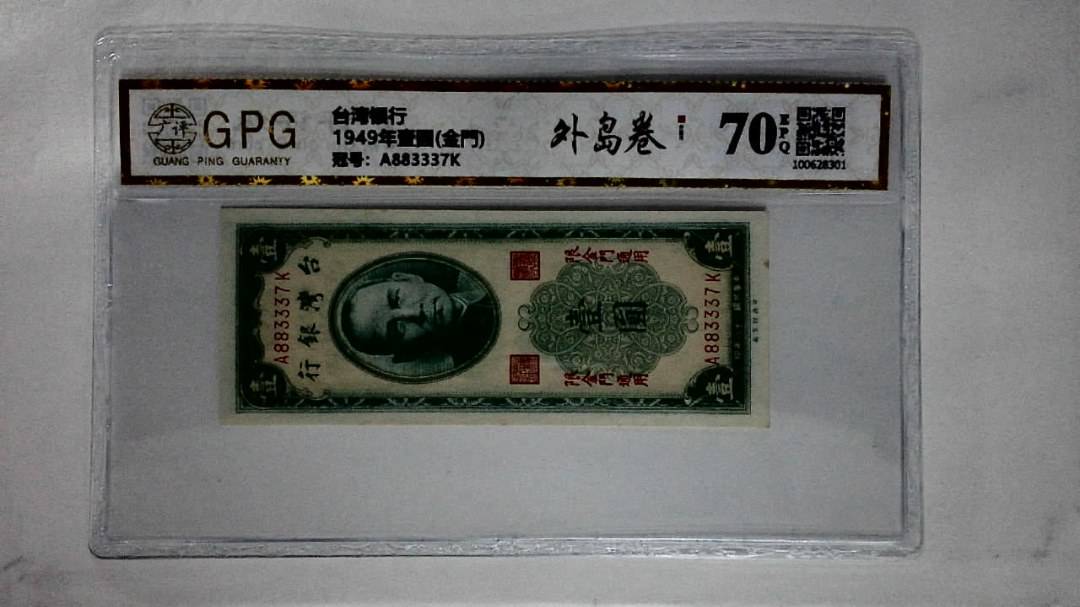 GPG
GUANG PING GUARANYY
台湾银行
1949年壹圓(金門)
冠号: A883337K
外岛卷
70
EPQ
100628301
壹
壹
壹
壹
台灣銀行
A883337K
A883337K
限金門通用
限金門通用
壹圓